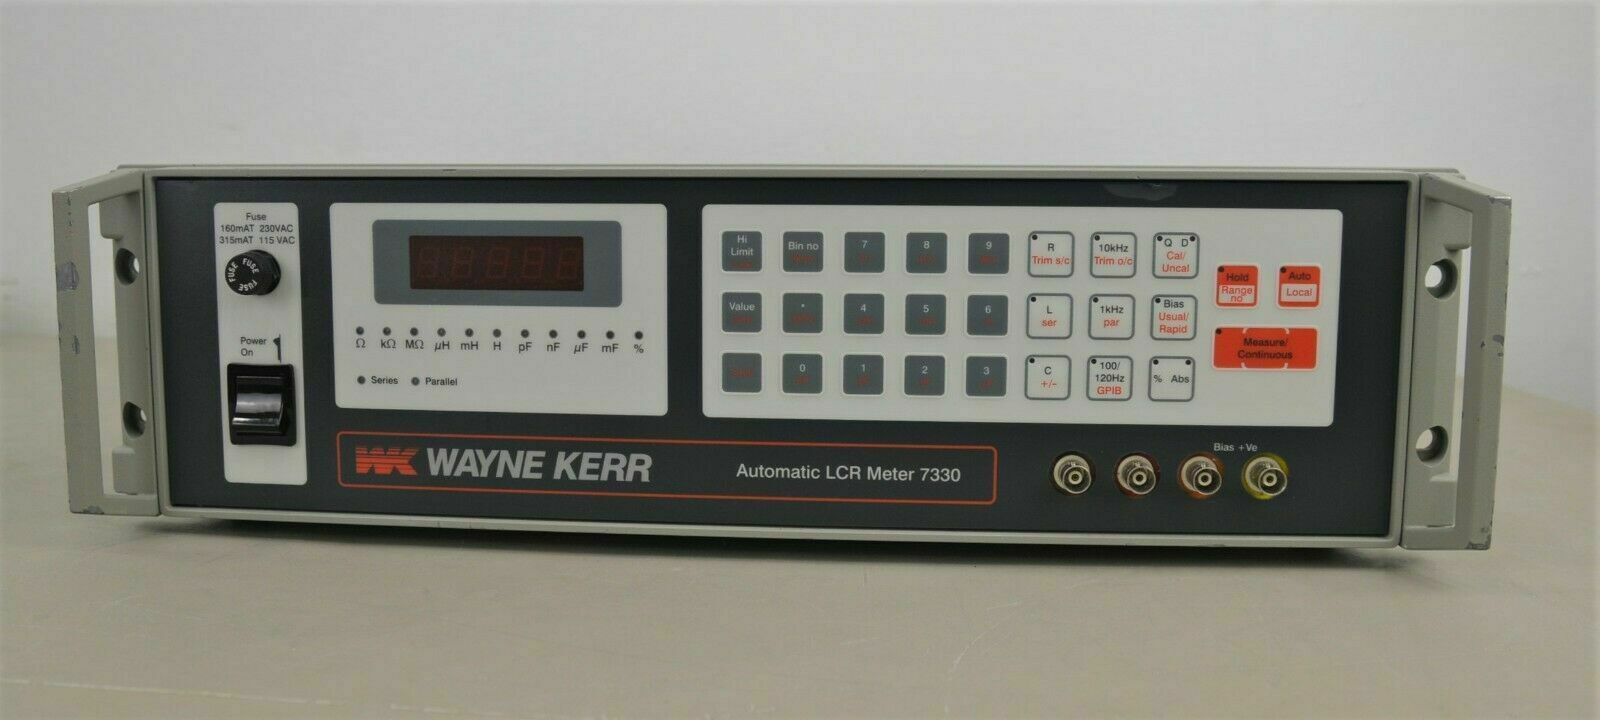 Fuse
160mAT 230VAC
315mAT 115 VAC
FUSE FUSE FUSE
Power
On
Ω kΩ MΩ µH mH H pF nF µF mF %
Series Parallel
WK WAYNE KERR
Automatic LCR Meter 7330
Hi
Limit
Bin no
7
8
9
Value
4
5
6
0
1
2
3
R
Trim s/c
10kHz
Trim o/c
Q D
Cal/
Uncal
L
ser
1kHz
par
Bias
Usual/
Rapid
C
+/-
100/
120Hz
GPIB
% Abs
Hold
Range
no
Auto
Local
Measure/
Continuous
Bias +Ve